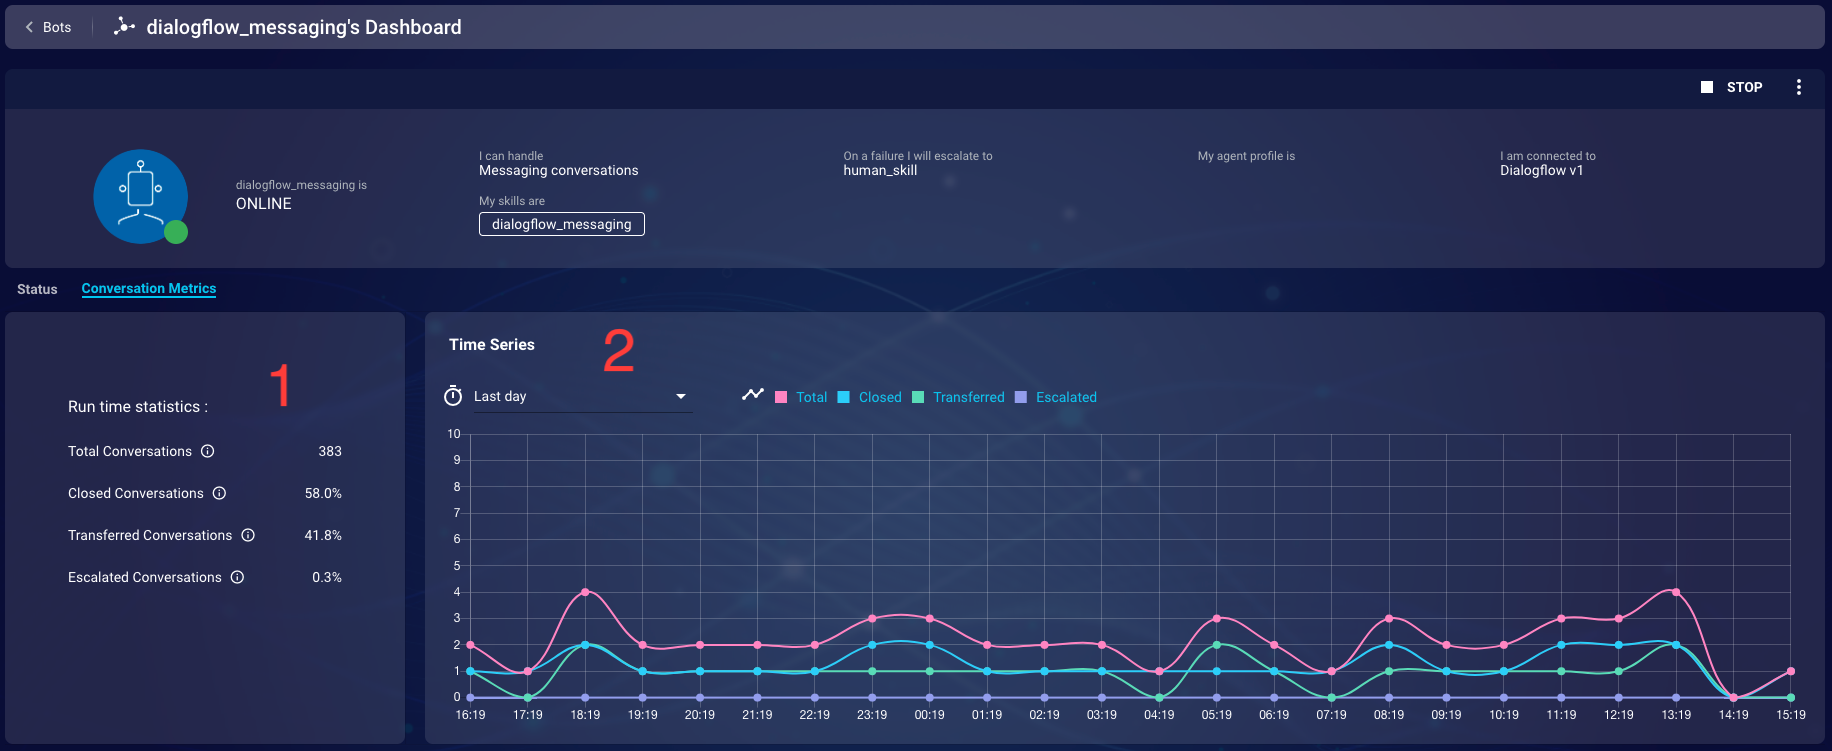 Bots
dialogflow_messaging's Dashboard
STOP
dialogflow_messaging is
ONLINE
I can handle
Messaging conversations
My skills are
dialogflow_messaging
On a failure I will escalate to
human_skill
My agent profile is
I am connected to
Dialogflow v1
Status Conversation Metrics
1
Run time statistics :
Total Conversations 383
Closed Conversations 58.0%
Transferred Conversations 41.8%
Escalated Conversations 0.3%
Time Series
2
Last day
Total Closed Transferred Escalated
10
9
8
7
6
5
4
3
2
1
0
16:19 17:19 18:19 19:19 20:19 21:19 22:19 23:19 00:19 01:19 02:19 03:19 04:19 05:19 06:19 07:19 08:19 09:19 10:19 11:19 12:19 13:19 14:19 15:19